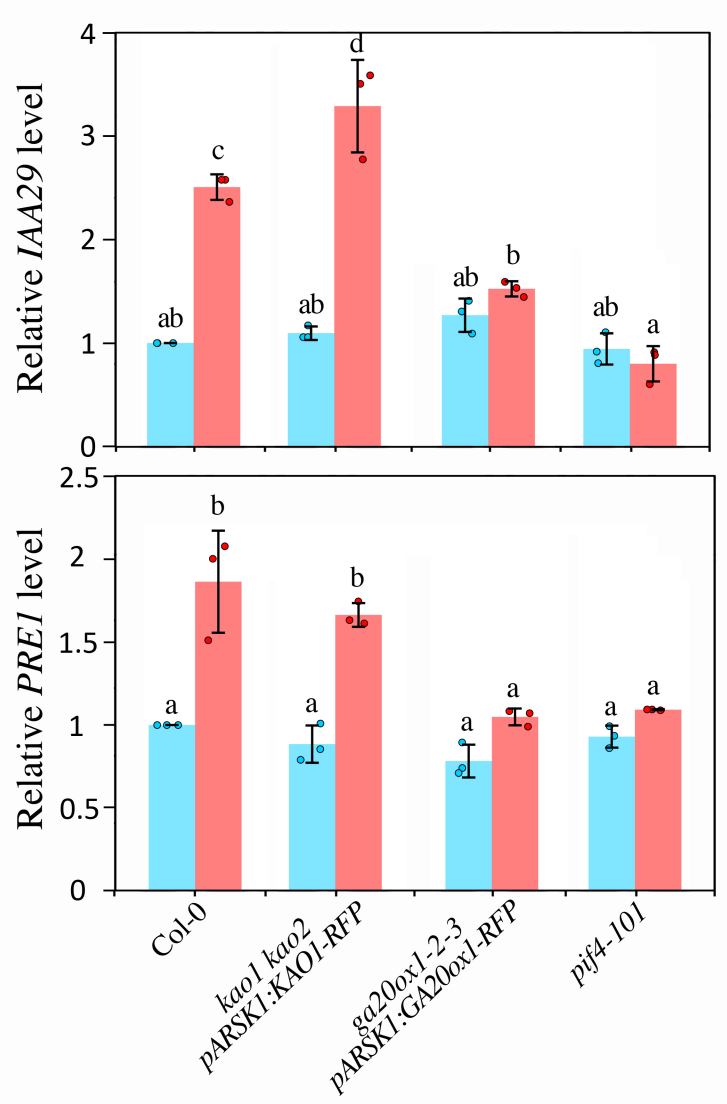 4
3
2
1
0
Relative IAA29 level
ab
c
ab
d
ab
b
ab
a
2.5
2
1.5
1
0.5
0
Relative PRE1 level
a
b
a
b
a
a
a
a
Col-0
kao1 kao2
pARSK1:KAO1-RFP
ga20ox1-2-3
pARSK1:GA20ox1-RFP
pif4-101